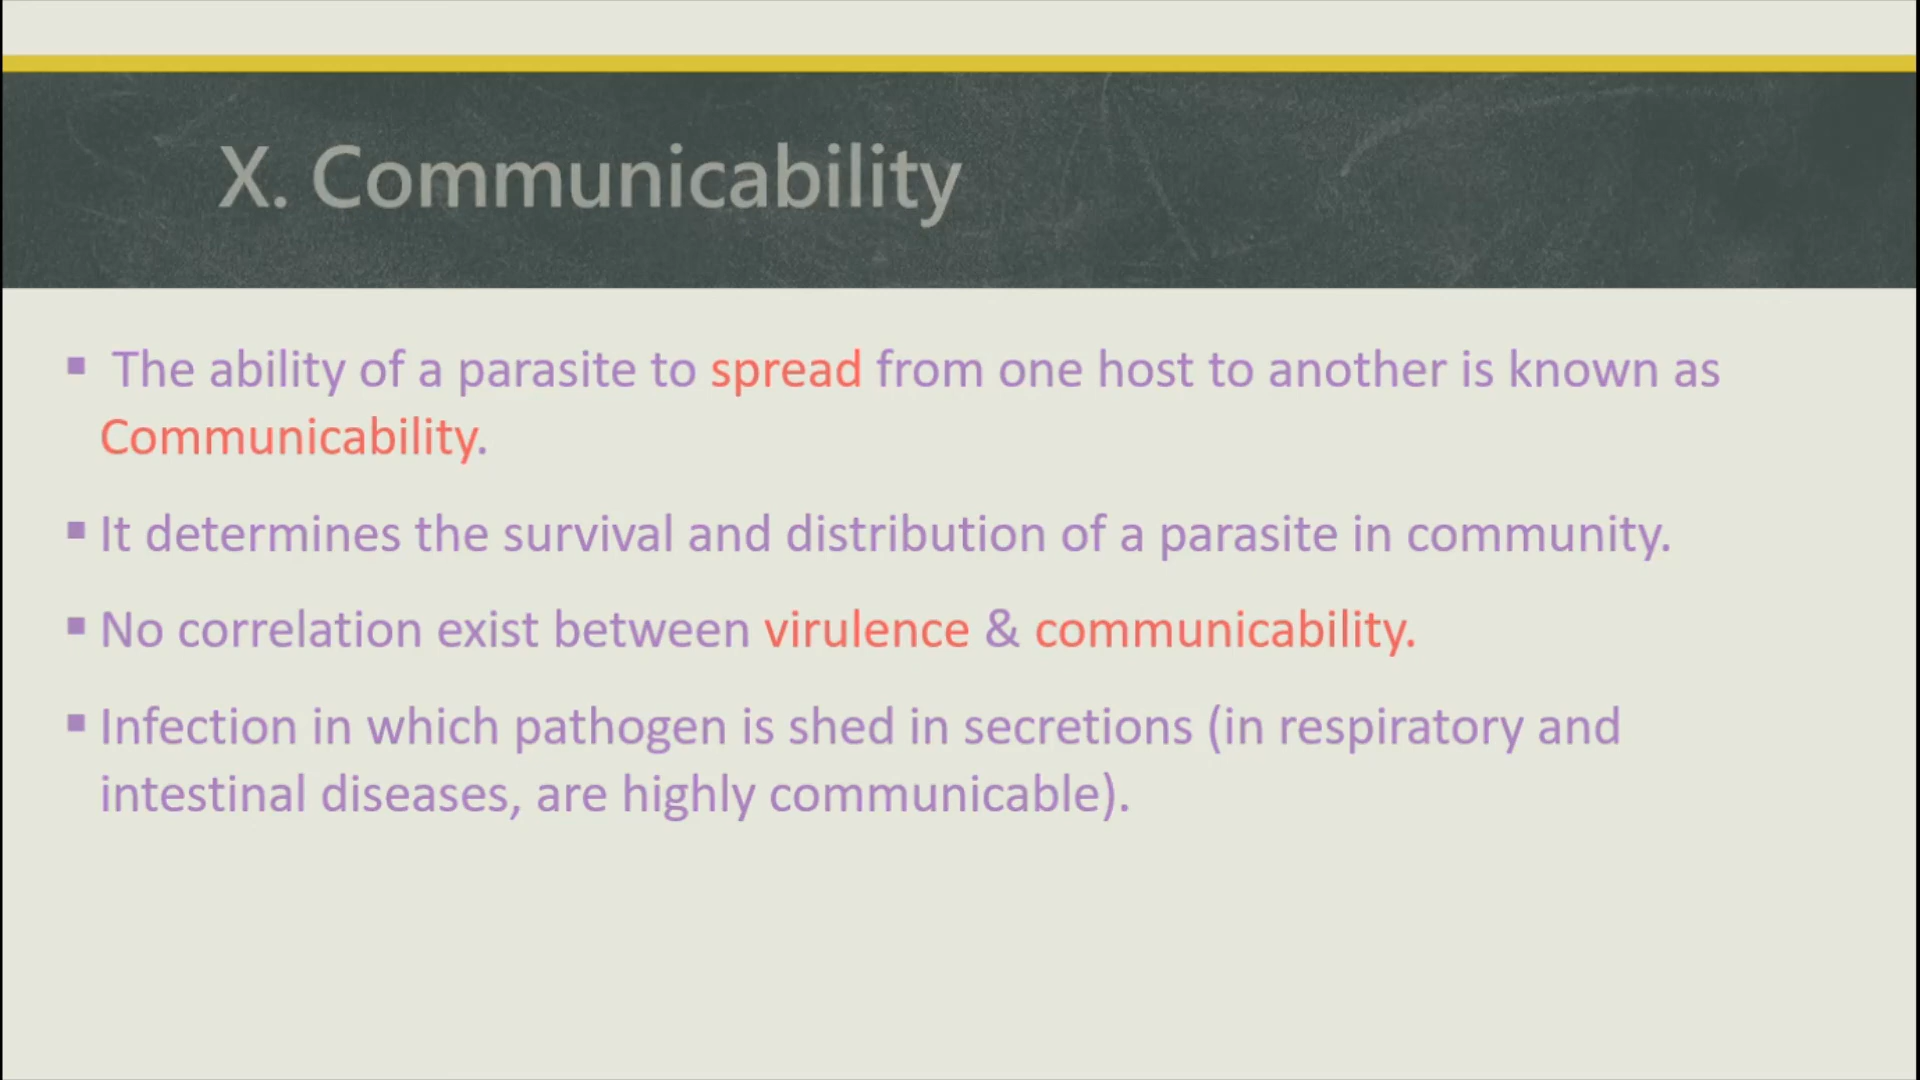 X. Communicability
▪ The ability of a parasite to spread from one host to another is known as
Communicability.
▪ It determines the survival and distribution of a parasite in community.
▪ No correlation exist between virulence & communicability.
▪ Infection in which pathogen is shed in secretions (in respiratory and
intestinal diseases, are highly communicable).